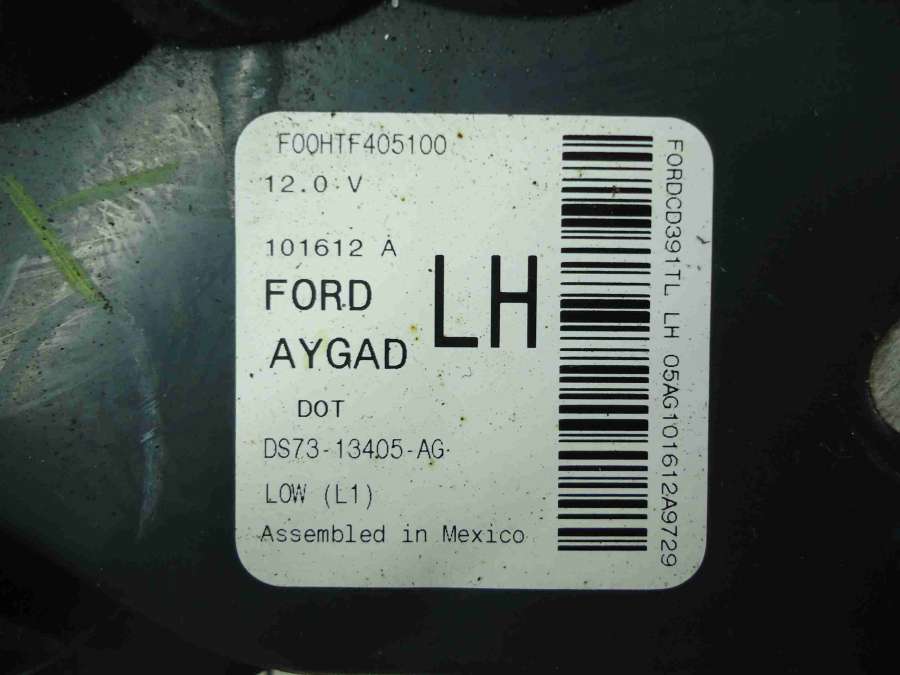 F00HTF405100
12.0 V
101612 A
FORD
LH
AYGAD
DOT
DS73-13405-AG
LOW (L1)
Assembled in Mexico
FORDCD391TL LH 05AG101612A9729